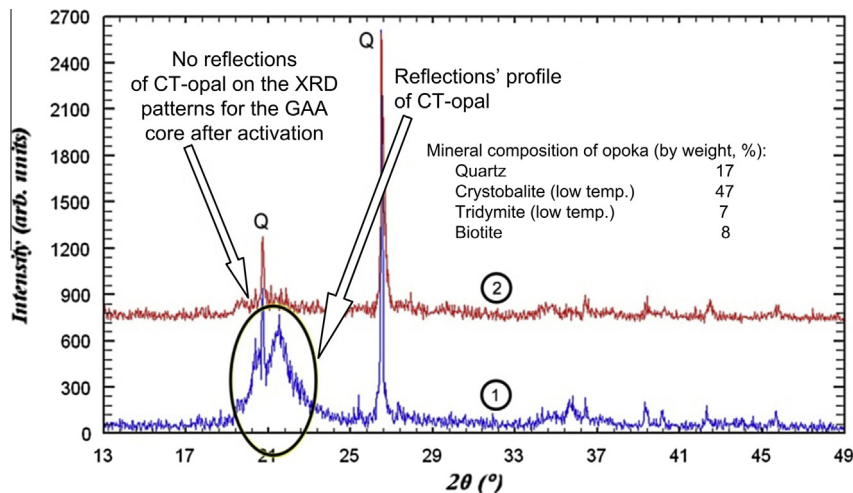 2700
2400
2100
1800
1500
1200
900
600
300
0
Intensity (arb. units)
No reflections
of CT-opal on the XRD
patterns for the GAA
core after activation
Q
Reflections' profile
of CT-opal
Mineral composition of opoka (by weight, %):
Quartz 17
Crystobalite (low temp.) 47
Tridymite (low temp.) 7
Biotite 8
Q
2
1
13 17 21 25 29 33 37 41 45 49
2θ (°)